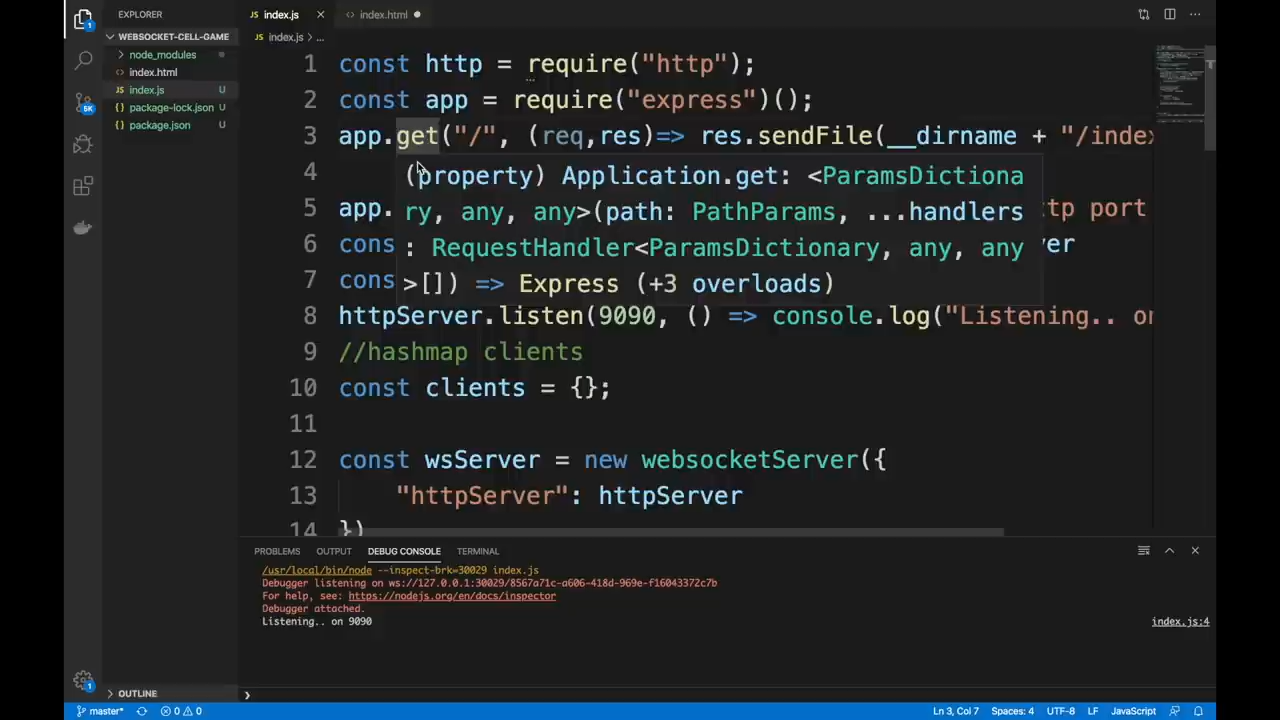 EXPLORER
index.js
index.html
WEBSOCKET-CELL-GAME
index.js > ...
node_modules
index.html
index.js U
package-lock.json U
package.json U
1
5K
1 const http = require("http");
2 const app = require("express")();
3 app.get("/", (req,res)=> res.sendFile(__dirname + "/index
4
(property) Application.get: <ParamsDictiona
ry, any, any>(path: PathParams, ...handlers
: RequestHandler<ParamsDictionary, any, any
>[]) => Express (+3 overloads)
5 app. tp port
6 cons ver
7 cons
8 httpServer.listen(9090, () => console.log("Listening.. on
9 //hashmap clients
10 const clients = {};
11
12 const wsServer = new websocketServer({
13 "httpServer": httpServer
14 })
PROBLEMS OUTPUT DEBUG CONSOLE TERMINAL
/usr/local/bin/node --inspect-brk=30029 index.js
Debugger listening on ws://127.0.0.1:30029/8567a71c-a606-418d-969e-f16043372c7b
For help, see: https://nodejs.org/en/docs/inspector
Debugger attached.
Listening.. on 9090 index.js:4
1
OUTLINE
master* 0 0 Ln 3, Col 7 Spaces: 4 UTF-8 LF JavaScript